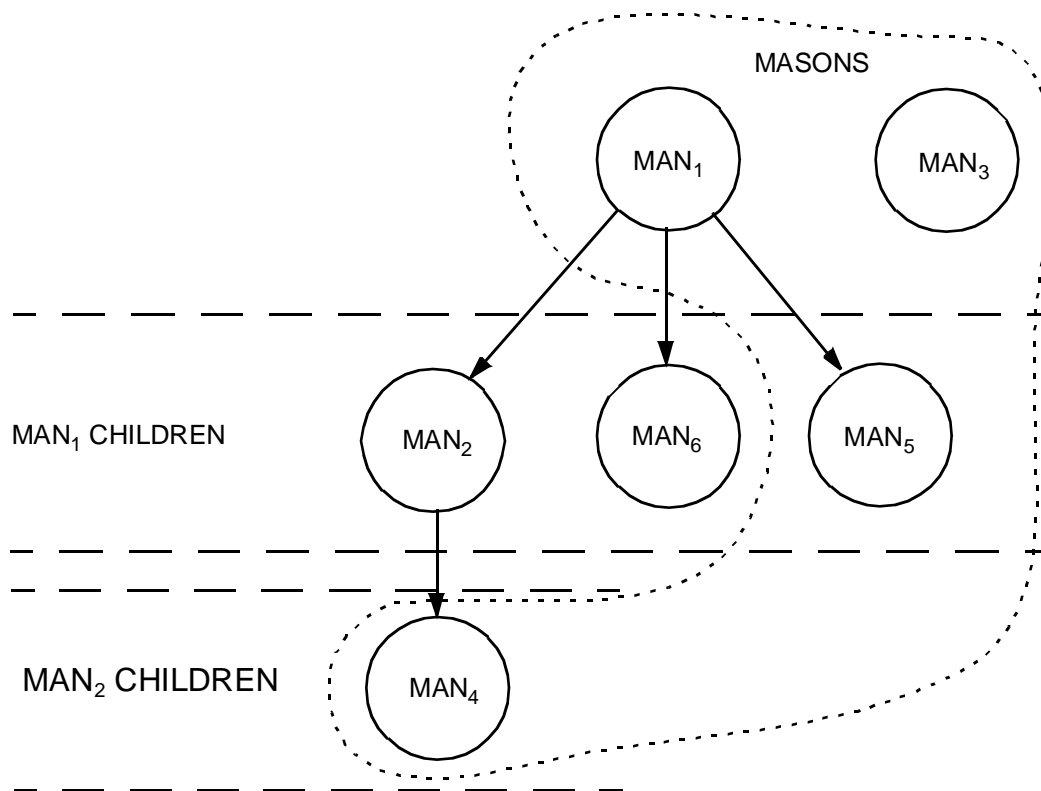 MASONS
MAN₁
MAN₃
MAN₁ CHILDREN
MAN₂
MAN₆
MAN₅
MAN₂ CHILDREN
MAN₄